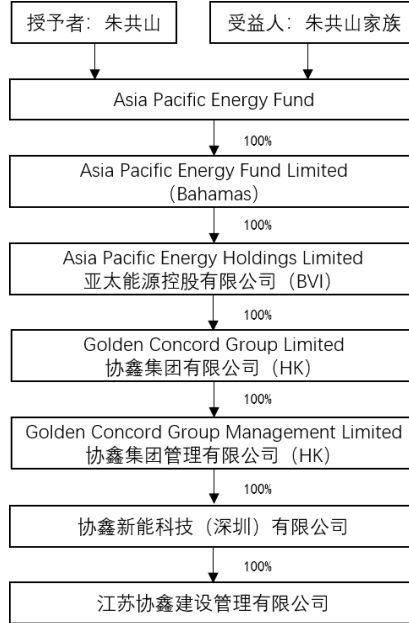 授予者：朱共山
受益人：朱共山家族
Asia Pacific Energy Fund
100%
Asia Pacific Energy Fund Limited
(Bahamas)
100%
Asia Pacific Energy Holdings Limited
亚太能源控股有限公司（BVI）
100%
Golden Concord Group Limited
协鑫集团有限公司（HK）
100%
Golden Concord Group Management Limited
协鑫集团管理有限公司（HK）
100%
协鑫新能科技（深圳）有限公司
100%
江苏协鑫建设管理有限公司